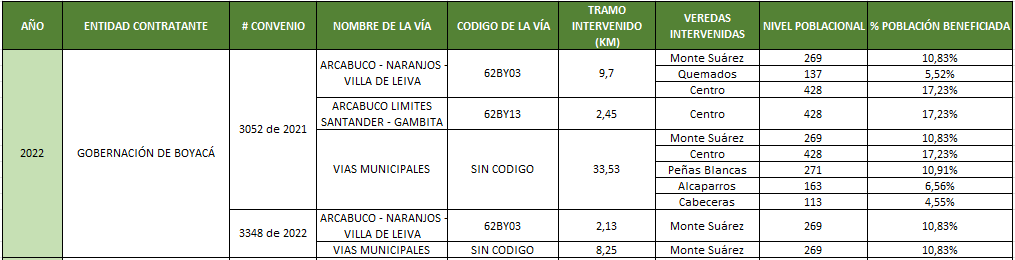 AÑO ENTIDAD CONTRATANTE # CONVENIO NOMBRE DE LA VÍA CODIGO DE LA VÍA TRAMO INTERVENIDO (KM) VEREDAS INTERVENIDAS NIVEL POBLACIONAL % POBLACIÓN BENEFICIADA
2022 GOBERNACIÓN DE BOYACÁ
3052 de 2021
ARCABUCO - NARANJOS -
VILLA DE LEIVA
62BY03 9,7
Monte Suárez 269 10,83%
Quemados 137 5,52%
Centro 428 17,23%
ARCABUCO LIMITES
SANTANDER - GAMBITA
62BY13 2,45 Centro 428 17,23%
VIAS MUNICIPALES SIN CODIGO 33,53
Monte Suárez 269 10,83%
Centro 428 17,23%
Peñas Blancas 271 10,91%
Alcaparros 163 6,56%
Cabeceras 113 4,55%
3348 de 2022
ARCABUCO - NARANJOS -
VILLA DE LEIVA
62BY03 2,13 Monte Suárez 269 10,83%
VIAS MUNICIPALES SIN CODIGO 8,25 Monte Suárez 269 10,83%